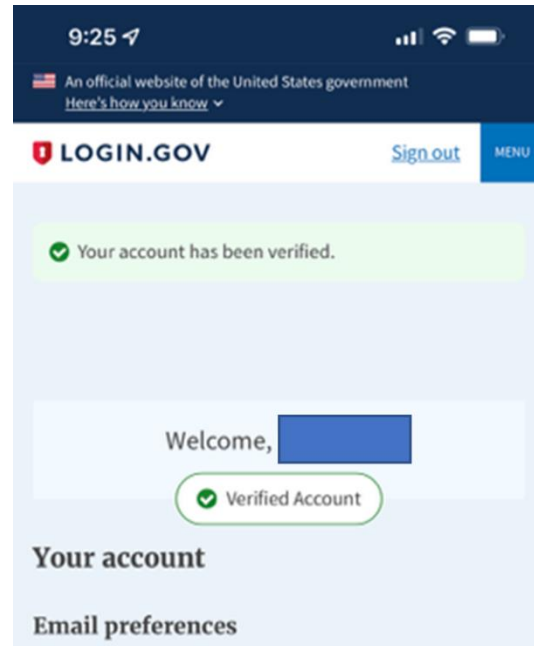 9:25
An official website of the United States government
Here's how you know
LOGIN.GOV
Sign out
MENU
Your account has been verified.
Welcome,
Verified Account
Your account
Email preferences